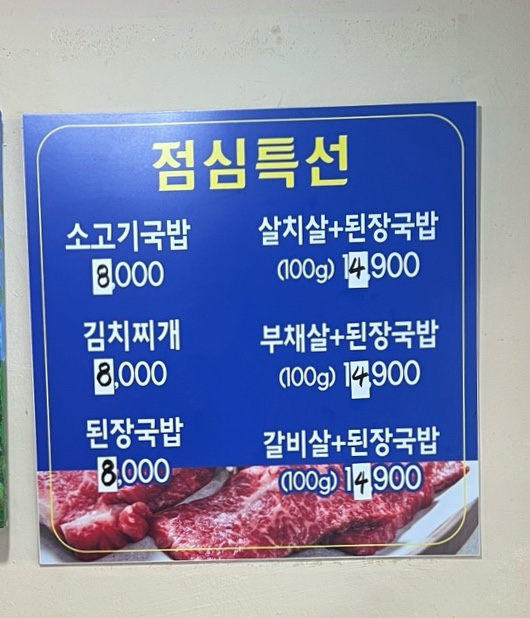 점심특선
소고기국밥
8,000
김치찌개
8,000
된장국밥
8,000
살치살+된장국밥
(100g) 14,900
부채살+된장국밥
(100g) 14,900
갈비살+된장국밥
(100g) 14,900